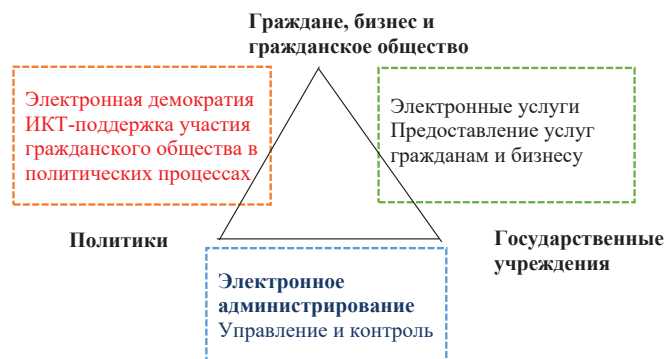 Граждане, бизнес и
гражданское общество
Электронная демократия
ИКТ-поддержка участия
гражданского общества в
политических процессах
Электронные услуги
Предоставление услуг
гражданам и бизнесу
Политики
Государственные
учреждения
Электронное
администрирование
Управление и контроль